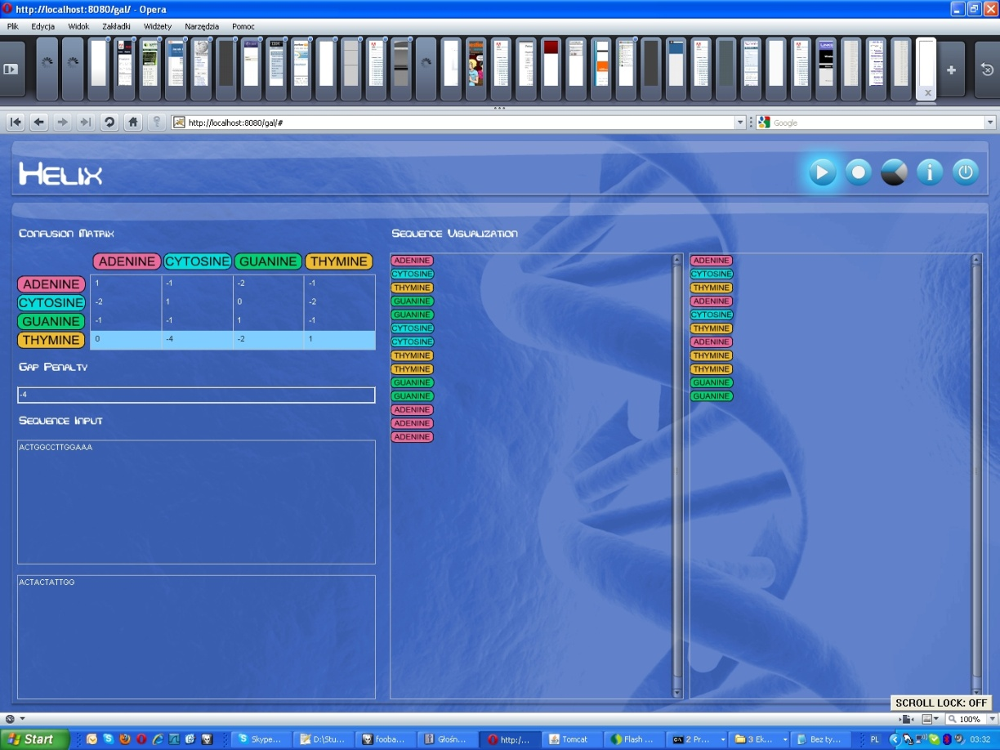 http://localhost:8080/gal/ - Opera
Plik Edycja Widok Zakładki Widżety Narzędzia Pomoc
http://localhost:8080/gal/# Google
Helix
Confusion Matrix
ADENINE CYTOSINE GUANINE THYMINE
ADENINE 1 -1 -2 -1
CYTOSINE -2 1 0 -2
GUANINE -1 -1 1 -1
THYMINE 0 -4 -2 1
Gap Penalty
-4
Sequence Input
ACTGGCCTTGGAAA
ACTACTATTGG
Sequence Visualization
ADENINE
CYTOSINE
THYMINE
GUANINE
GUANINE
CYTOSINE
CYTOSINE
THYMINE
THYMINE
GUANINE
GUANINE
ADENINE
ADENINE
ADENINE
ADENINE
CYTOSINE
THYMINE
ADENINE
CYTOSINE
THYMINE
ADENINE
THYMINE
THYMINE
GUANINE
GUANINE
SCROLL LOCK: OFF
100%
Start Skype... D:\Stu... fooba... Głośn... http:/... Tomcat Flash ... 2 Pr... 3 Ek... Bez ty... PL 03:32